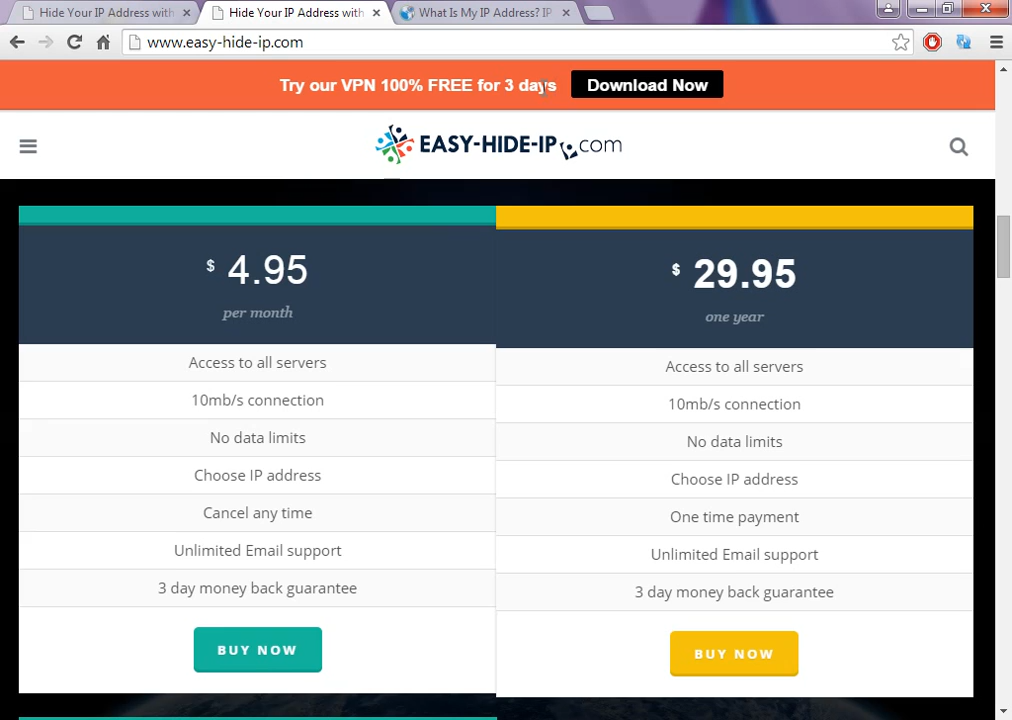 Hide Your IP Address with
Hide Your IP Address with
What Is My IP Address? IP
www.easy-hide-ip.com
Try our VPN 100% FREE for 3 days
Download Now
EASY-HIDE-IP.com
$ 4.95
per month
Access to all servers
10mb/s connection
No data limits
Choose IP address
Cancel any time
Unlimited Email support
3 day money back guarantee
BUY NOW
$ 29.95
one year
Access to all servers
10mb/s connection
No data limits
Choose IP address
One time payment
Unlimited Email support
3 day money back guarantee
BUY NOW